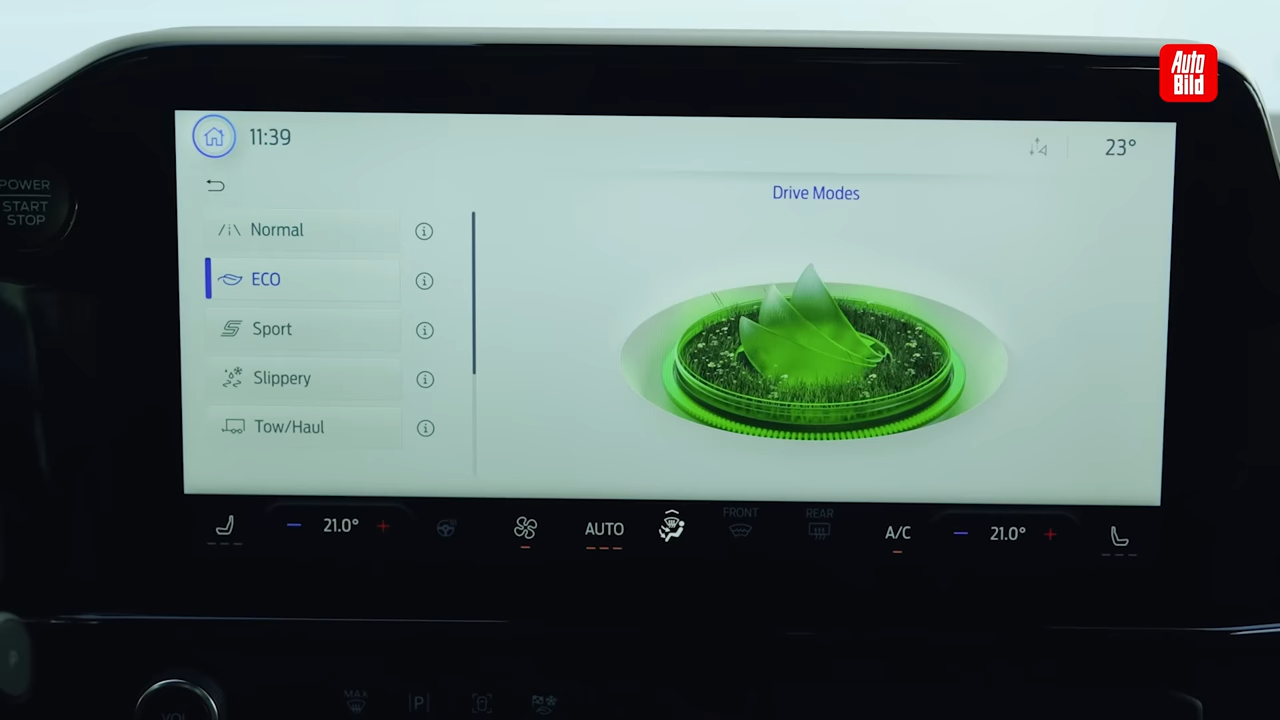 Auto
Bild
11:39
23°
POWER
START
STOP
Drive Modes
Normal
ECO
Sport
Slippery
Tow/Haul
21.0°
AUTO
FRONT
REAR
A/C
21.0°
P
MAX
P
VOL